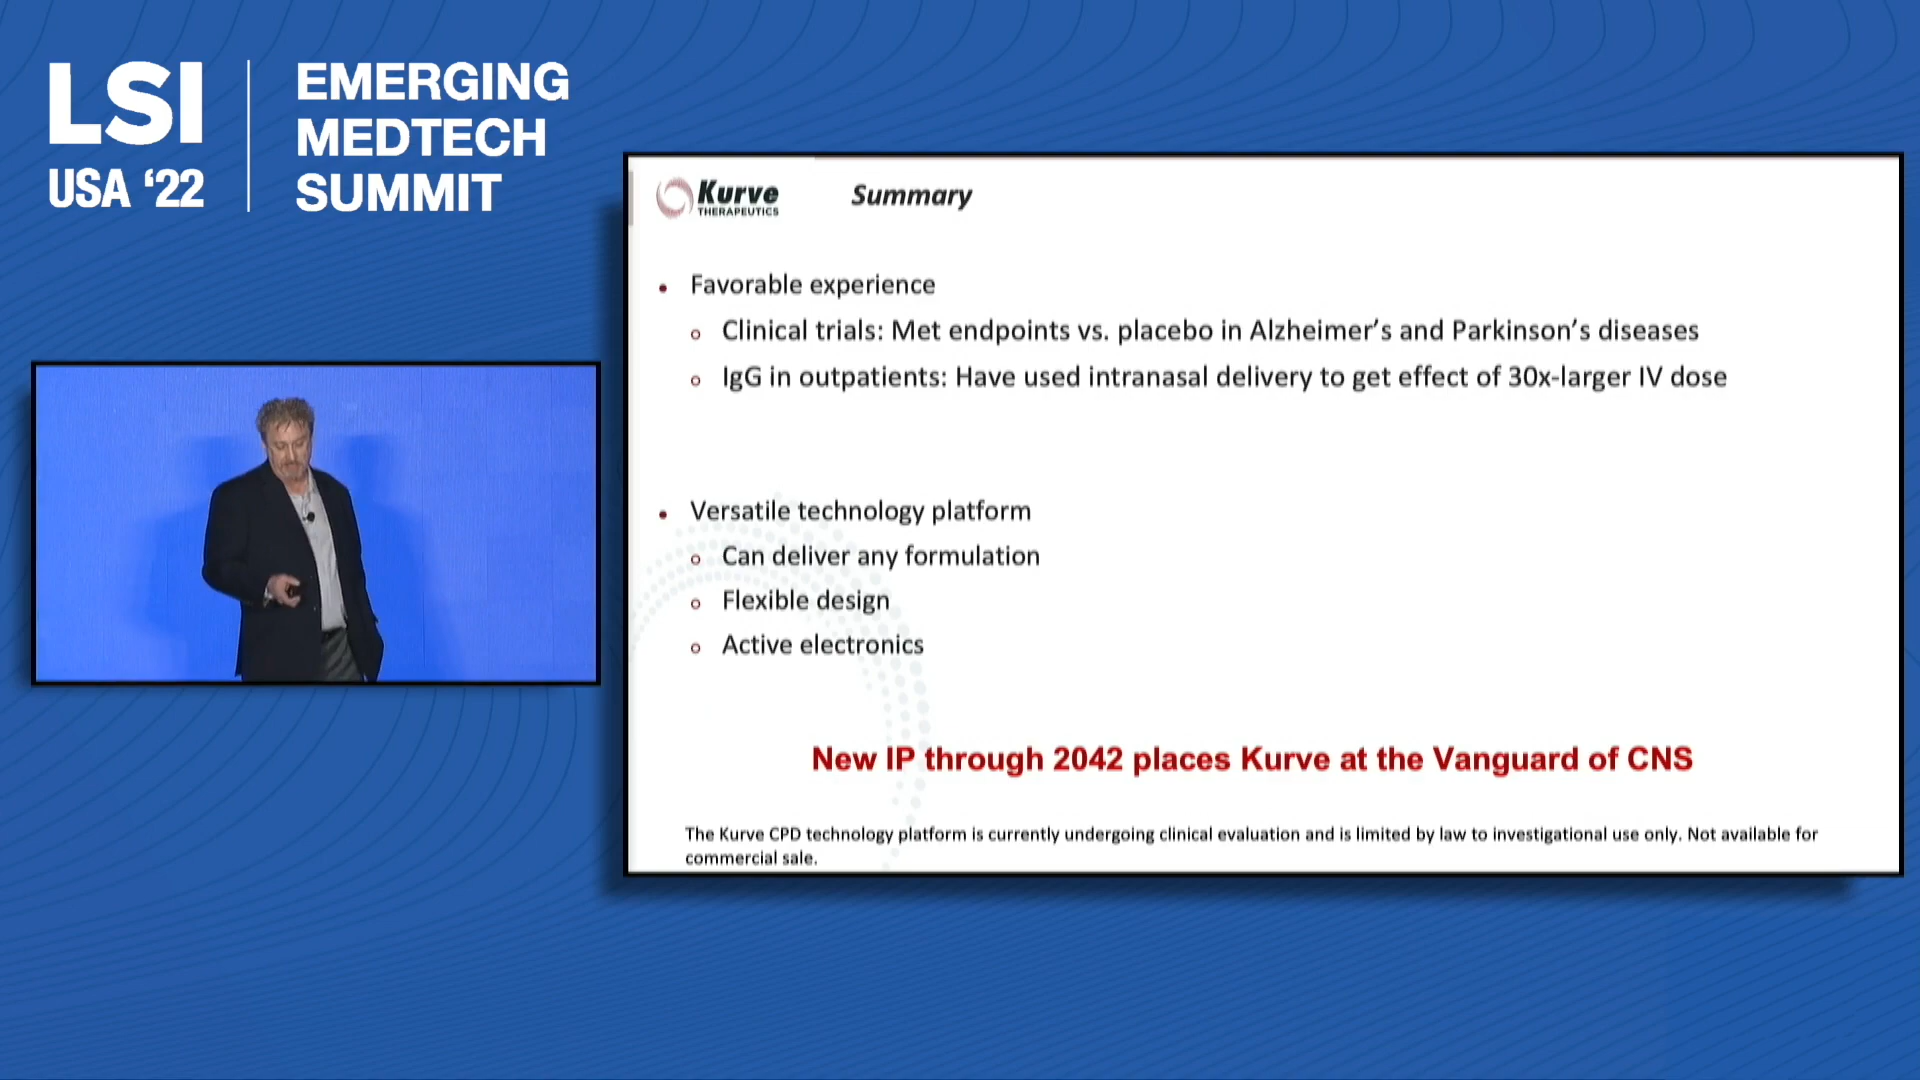 LSI
USA ‘22
EMERGING
MEDTECH
SUMMIT
Kurve
THERAPEUTICS
Summary
• Favorable experience
o Clinical trials: Met endpoints vs. placebo in Alzheimer’s and Parkinson’s diseases
o IgG in outpatients: Have used intranasal delivery to get effect of 30x-larger IV dose
• Versatile technology platform
o Can deliver any formulation
o Flexible design
o Active electronics
New IP through 2042 places Kurve at the Vanguard of CNS
The Kurve CPD technology platform is currently undergoing clinical evaluation and is limited by law to investigational use only. Not available for
commercial sale.